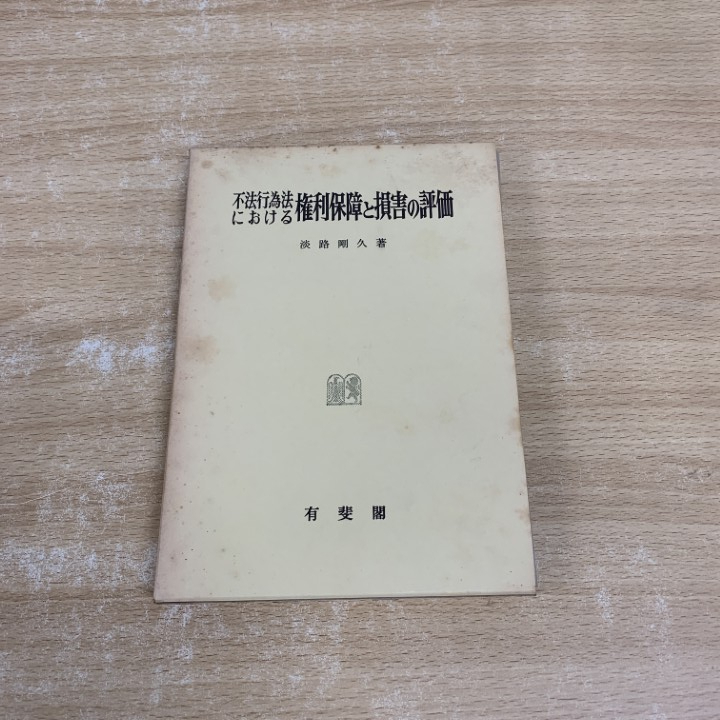 不法行為法
における権利保障と損害の評価
淡路剛久著
有斐閣